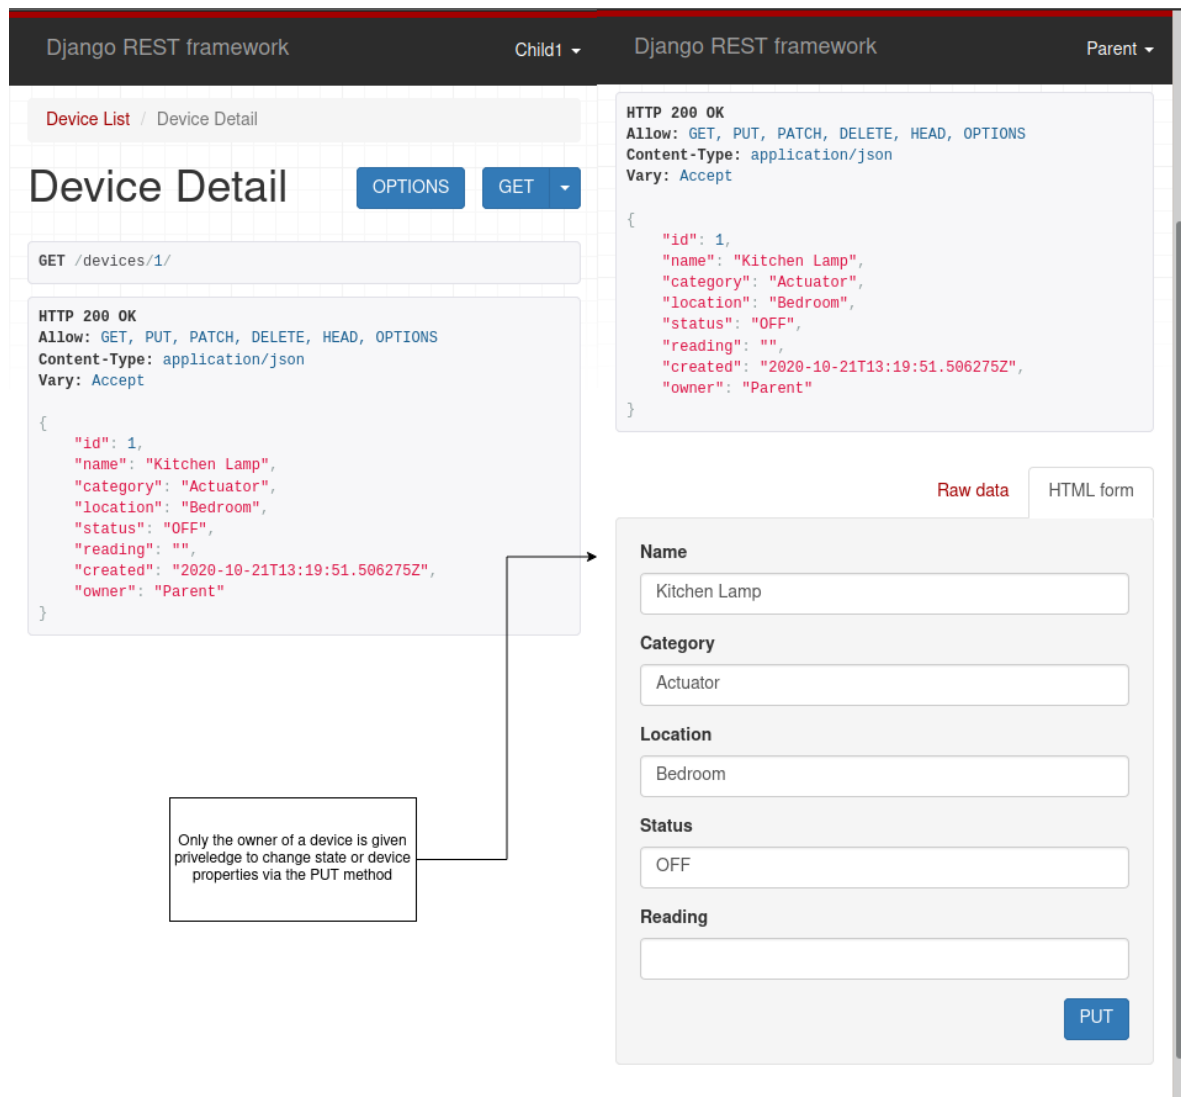 Django REST framework
Child1
Device List / Device Detail
Device Detail
OPTIONS
GET
GET /devices/1/
HTTP 200 OK
Allow: GET, PUT, PATCH, DELETE, HEAD, OPTIONS
Content-Type: application/json
Vary: Accept
{
"id": 1,
"name": "Kitchen Lamp",
"category": "Actuator",
"location": "Bedroom",
"status": "OFF",
"reading": "",
"created": "2020-10-21T13:19:51.506275Z",
"owner": "Parent"
}
Only the owner of a device is given
priveledge to change state or device
properties via the PUT method
Django REST framework
Parent
HTTP 200 OK
Allow: GET, PUT, PATCH, DELETE, HEAD, OPTIONS
Content-Type: application/json
Vary: Accept
{
"id": 1,
"name": "Kitchen Lamp",
"category": "Actuator",
"location": "Bedroom",
"status": "OFF",
"reading": "",
"created": "2020-10-21T13:19:51.506275Z",
"owner": "Parent"
}
Raw data
HTML form
Name
Kitchen Lamp
Category
Actuator
Location
Bedroom
Status
OFF
Reading
PUT